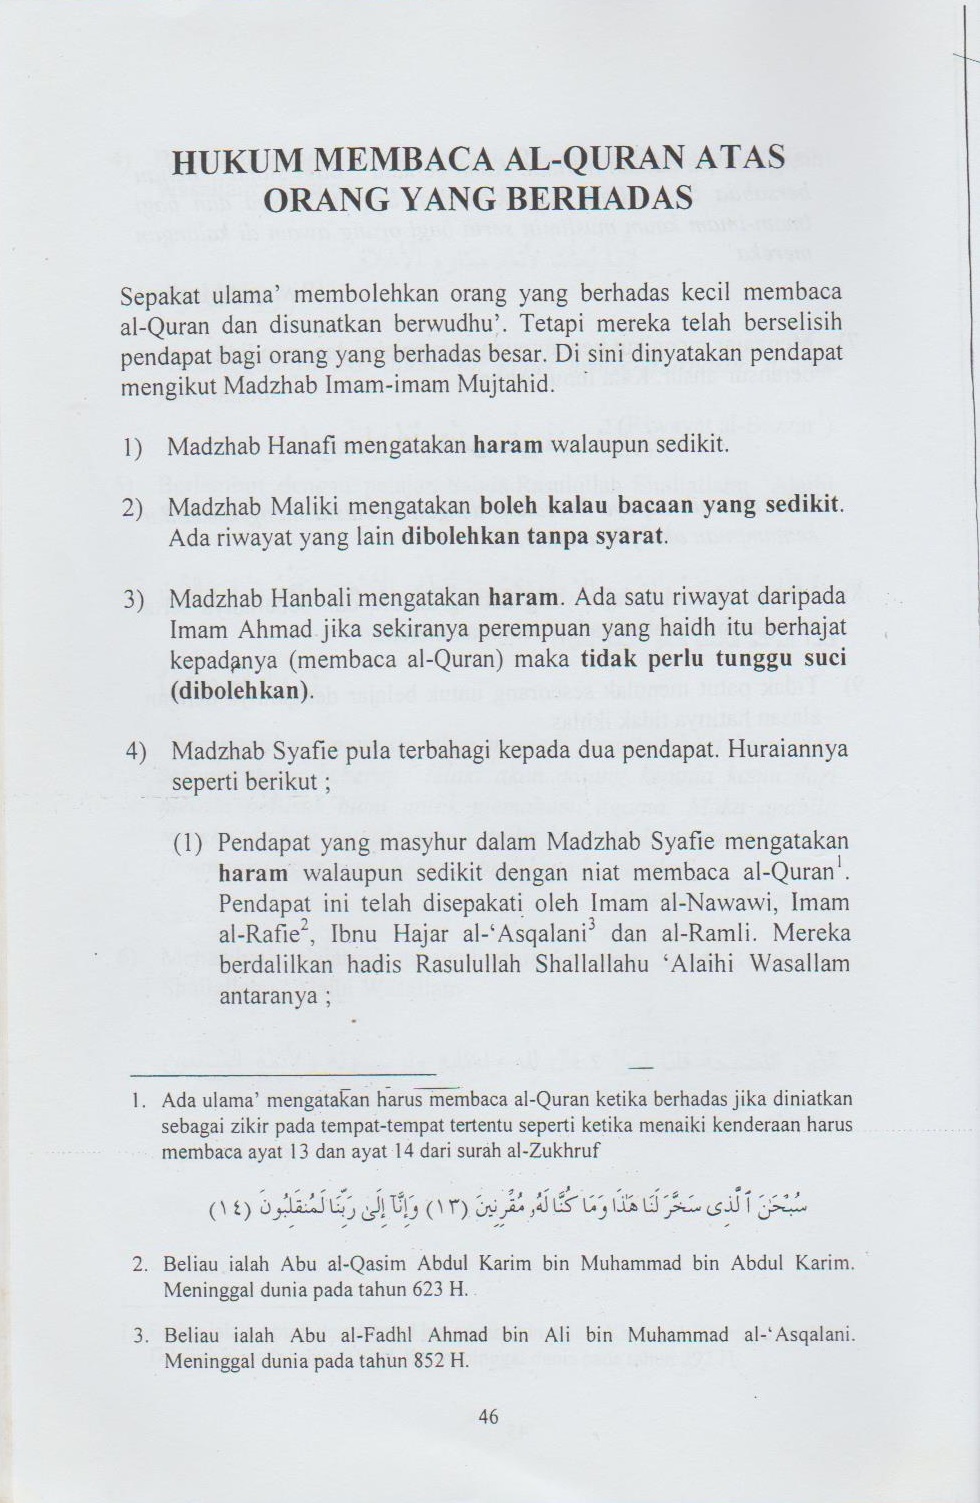 HUKUM MEMBACA AL-QURAN ATAS
ORANG YANG BERHADAS
Sepakat ulama’ membolehkan orang yang berhadas kecil membaca
al-Quran dan disunatkan berwudhu’. Tetapi mereka telah berselisih
pendapat bagi orang yang berhadas besar. Di sini dinyatakan pendapat
mengikut Madzhab Imam-imam Mujtahid.
1) Madzhab Hanafi mengatakan haram walaupun sedikit.
2) Madzhab Maliki mengatakan boleh kalau bacaan yang sedikit.
Ada riwayat yang lain dibolehkan tanpa syarat.
3) Madzhab Hanbali mengatakan haram. Ada satu riwayat daripada
Imam Ahmad jika sekiranya perempuan yang haidh itu berhajat
kepadanya (membaca al-Quran) maka tidak perlu tunggu suci
(dibolehkan).
4) Madzhab Syafie pula terbahagi kepada dua pendapat. Huraiannya
seperti berikut ;
(1) Pendapat yang masyhur dalam Madzhab Syafie mengatakan
haram walaupun sedikit dengan niat membaca al-Quran¹.
Pendapat ini telah disepakati oleh Imam al-Nawawi, Imam
al-Rafie², Ibnu Hajar al-‘Asqalani³ dan al-Ramli. Mereka
berdalilkan hadis Rasulullah Shallallahu ‘Alaihi Wasallam
antaranya ;
1. Ada ulama’ mengatakan harus membaca al-Quran ketika berhadas jika diniatkan
sebagai zikir pada tempat-tempat tertentu seperti ketika menaiki kenderaan harus
membaca ayat 13 dan ayat 14 dari surah al-Zukhruf
سُبْحَٰنَ ٱلَّذِى سَخَّرَ لَنَا هَٰذَا وَمَا كُنَّا لَهُۥ مُقْرِنِينَ (١٣) وَإِنَّآ إِلَىٰ رَبِّنَا لَمُنقَلِبُونَ (١٤)
2. Beliau ialah Abu al-Qasim Abdul Karim bin Muhammad bin Abdul Karim.
Meninggal dunia pada tahun 623 H.
3. Beliau ialah Abu al-Fadhl Ahmad bin Ali bin Muhammad al-‘Asqalani.
Meninggal dunia pada tahun 852 H.
46